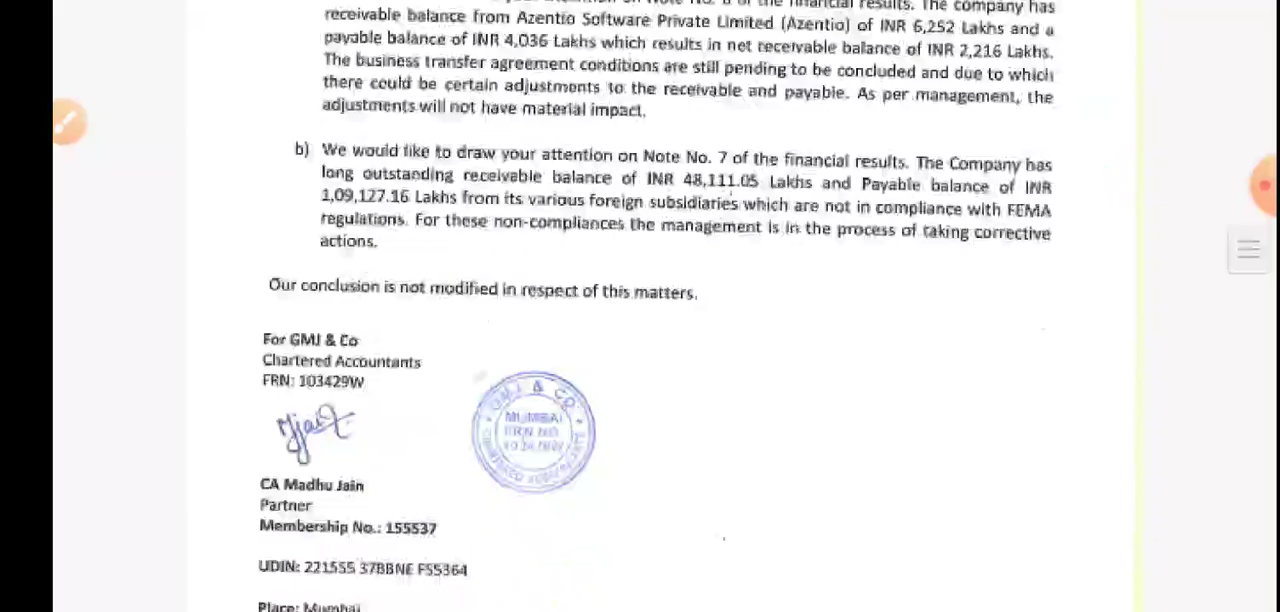 receivable balance from Azentio Software Private Limited (Azentio) of INR 6,252 Lakhs and a
payable balance of INR 4,036 Lakhs which results in net receivable balance of INR 2,216 Lakhs.
The business transfer agreement conditions are still pending to be concluded and due to which
there could be certain adjustments to the receivable and payable. As per management, the
adjustments will not have material impact.
b) We would like to draw your attention on Note No. 7 of the financial results. The Company has
long outstanding receivable balance of INR 48,111.05 Lakhs and Payable balance of INR
1,09,127.16 Lakhs from its various foreign subsidiaries which are not in compliance with FEMA
regulations. For these non-compliances the management is in the process of taking corrective
actions.
Our conclusion is not modified in respect of this matters.
For GMJ & Co
Chartered Accountants
FRN: 103429W
MUMBAI
FRN NO.
CA Madhu Jain
Partner
Membership No.: 155537
UDIN: 221555 37BBNE FS5364
Place: Mumbai